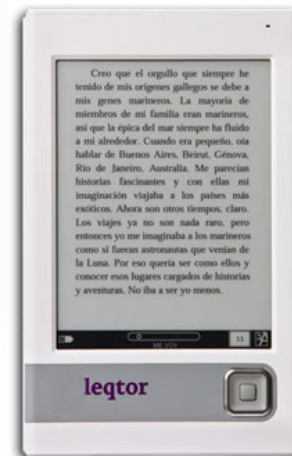 Creo que el orgullo que siempre he
tenido de mis orígenes gallegos se debe a
mis genes marineros. La mayoría de
miembros de mi familia eran marineros,
así que la épica del mar siempre ha fluido
a mi alrededor. Cuando era pequeño, oía
hablar de Buenos Aires, Beirut, Génova,
Río de Janeiro, Australia. Me parecían
historias fascinantes y con ellas mi
imaginación viajaba a los países más
exóticos. Ahora son otros tiempos, claro.
Los viajes ya no son nada raro, pero
entonces yo me imaginaba a los marineros
como si fueran astronautas que venían de
la Luna. Por eso quería ser como ellos y
conocer esos lugares cargados de historias
y aventuras. No iba a ser yo menos.
ME VOY
11
leqtor